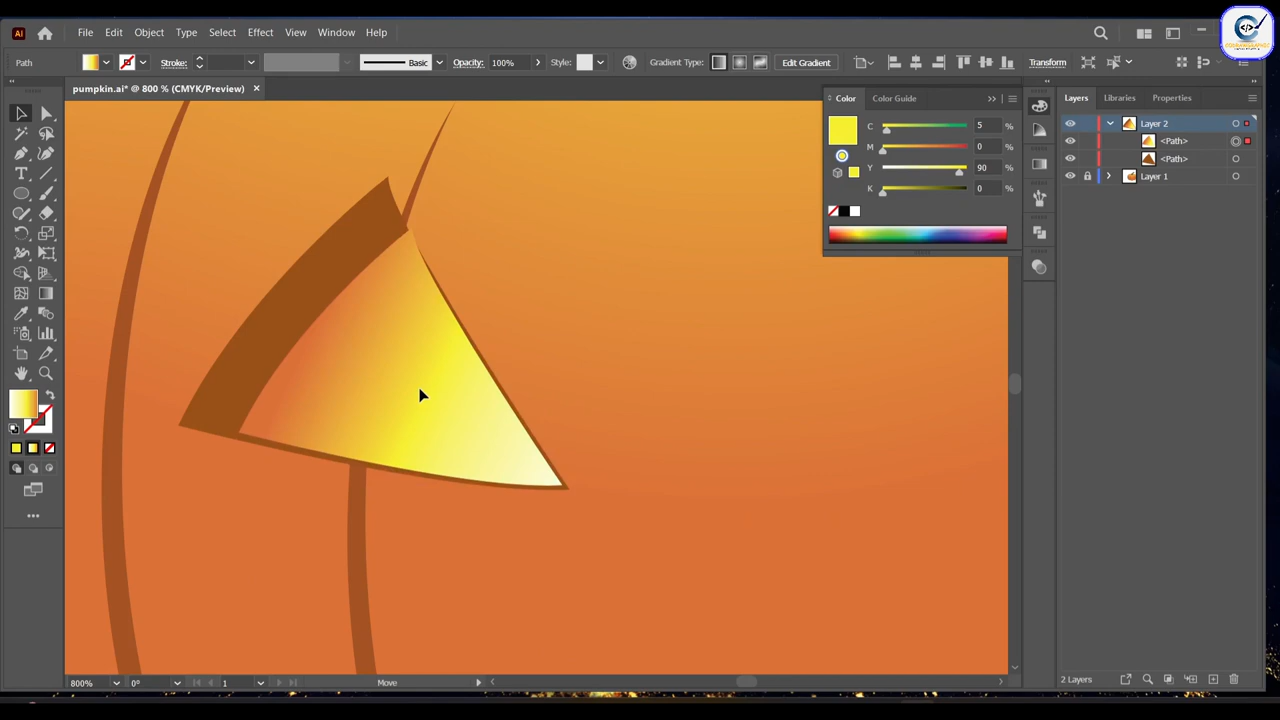 Ai File Edit Object Type Select Effect View Window Help
Path Stroke: Basic Opacity: 100% Style: Gradient Type: Edit Gradient Transform
pumpkin.ai* @ 800 % (CMYK/Preview)
Color Color Guide
C 5 %
M 0 %
Y 90 %
K 0 %
Layers Libraries Properties
Layer 2
<Path>
<Path>
Layer 1
800% 0° 1 Move
2 Layers